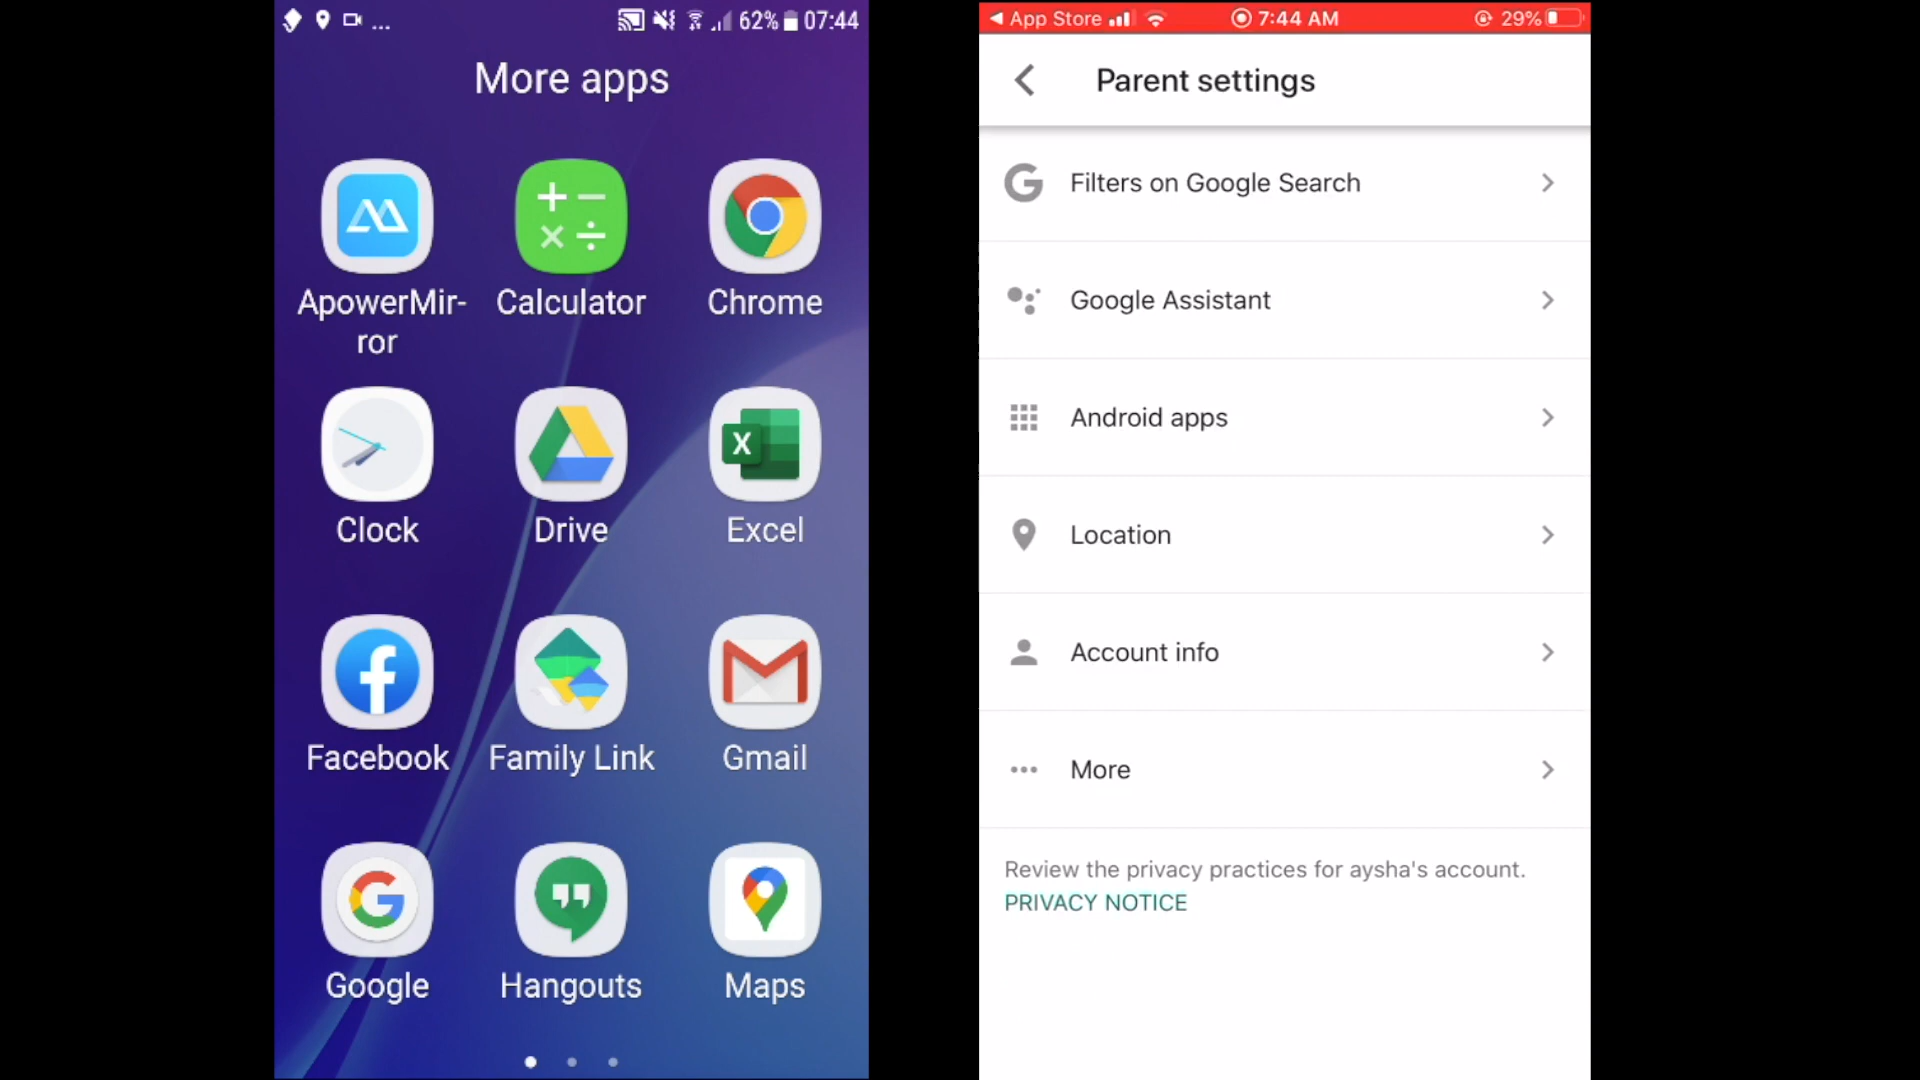 ... 62% 07:44
More apps
ApowerMir-
ror
Calculator
Chrome
Clock
Drive
X
Excel
Facebook
Family Link
Gmail
Google
Hangouts
Maps
App Store 7:44 AM 29%
Parent settings
Filters on Google Search
Google Assistant
Android apps
Location
Account info
More
Review the privacy practices for aysha's account.
PRIVACY NOTICE